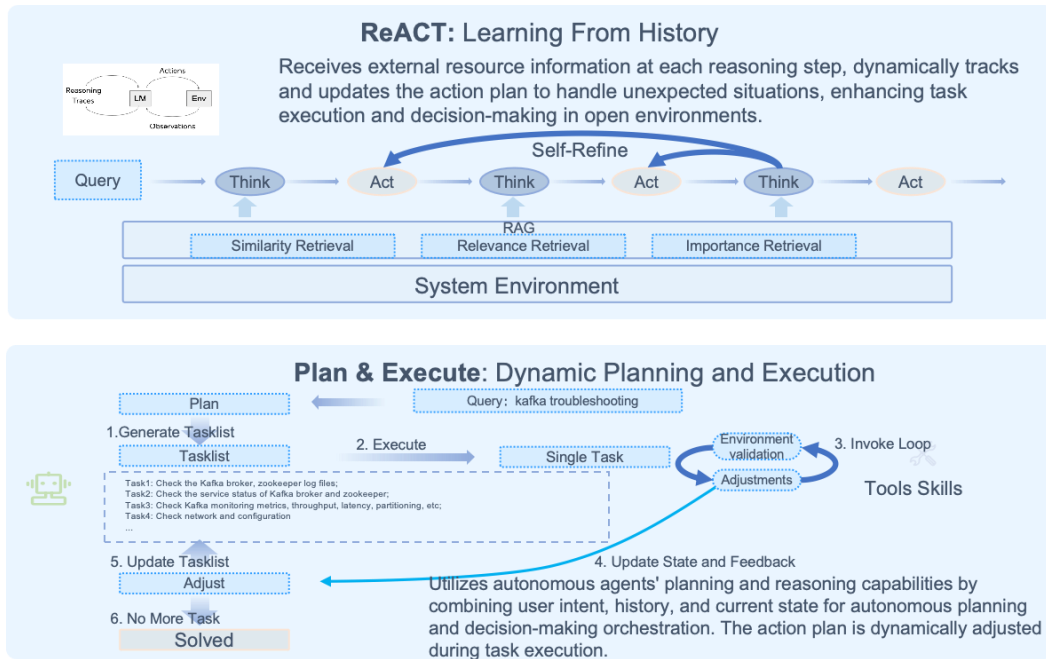 ReACT: Learning From History
Receives external resource information at each reasoning step, dynamically tracks
and updates the action plan to handle unexpected situations, enhancing task
execution and decision-making in open environments.
Actions
Reasoning
Traces
LM
Env
Observations
Self-Refine
Query
Think
Act
Think
Act
Think
Act
RAG
Similarity Retrieval
Relevance Retrieval
Importance Retrieval
System Environment
Plan & Execute: Dynamic Planning and Execution
Plan
Query：kafka troubleshooting
1.Generate Tasklist
Tasklist
2. Execute
Single Task
Environment
validation
Adjustments
3. Invoke Loop
Tools Skills
Task1: Check the Kafka broker, zookeeper log files;
Task2: Check the service status of Kafka broker and zookeeper;
Task3: Check Kafka monitoring metrics, throughput, latency, partitioning, etc;
Task4: Check network and configuration
...
5. Update Tasklist
4. Update State and Feedback
Adjust
6. No More Task
Solved
Utilizes autonomous agents' planning and reasoning capabilities by
combining user intent, history, and current state for autonomous planning
and decision-making orchestration. The action plan is dynamically adjusted
during task execution.